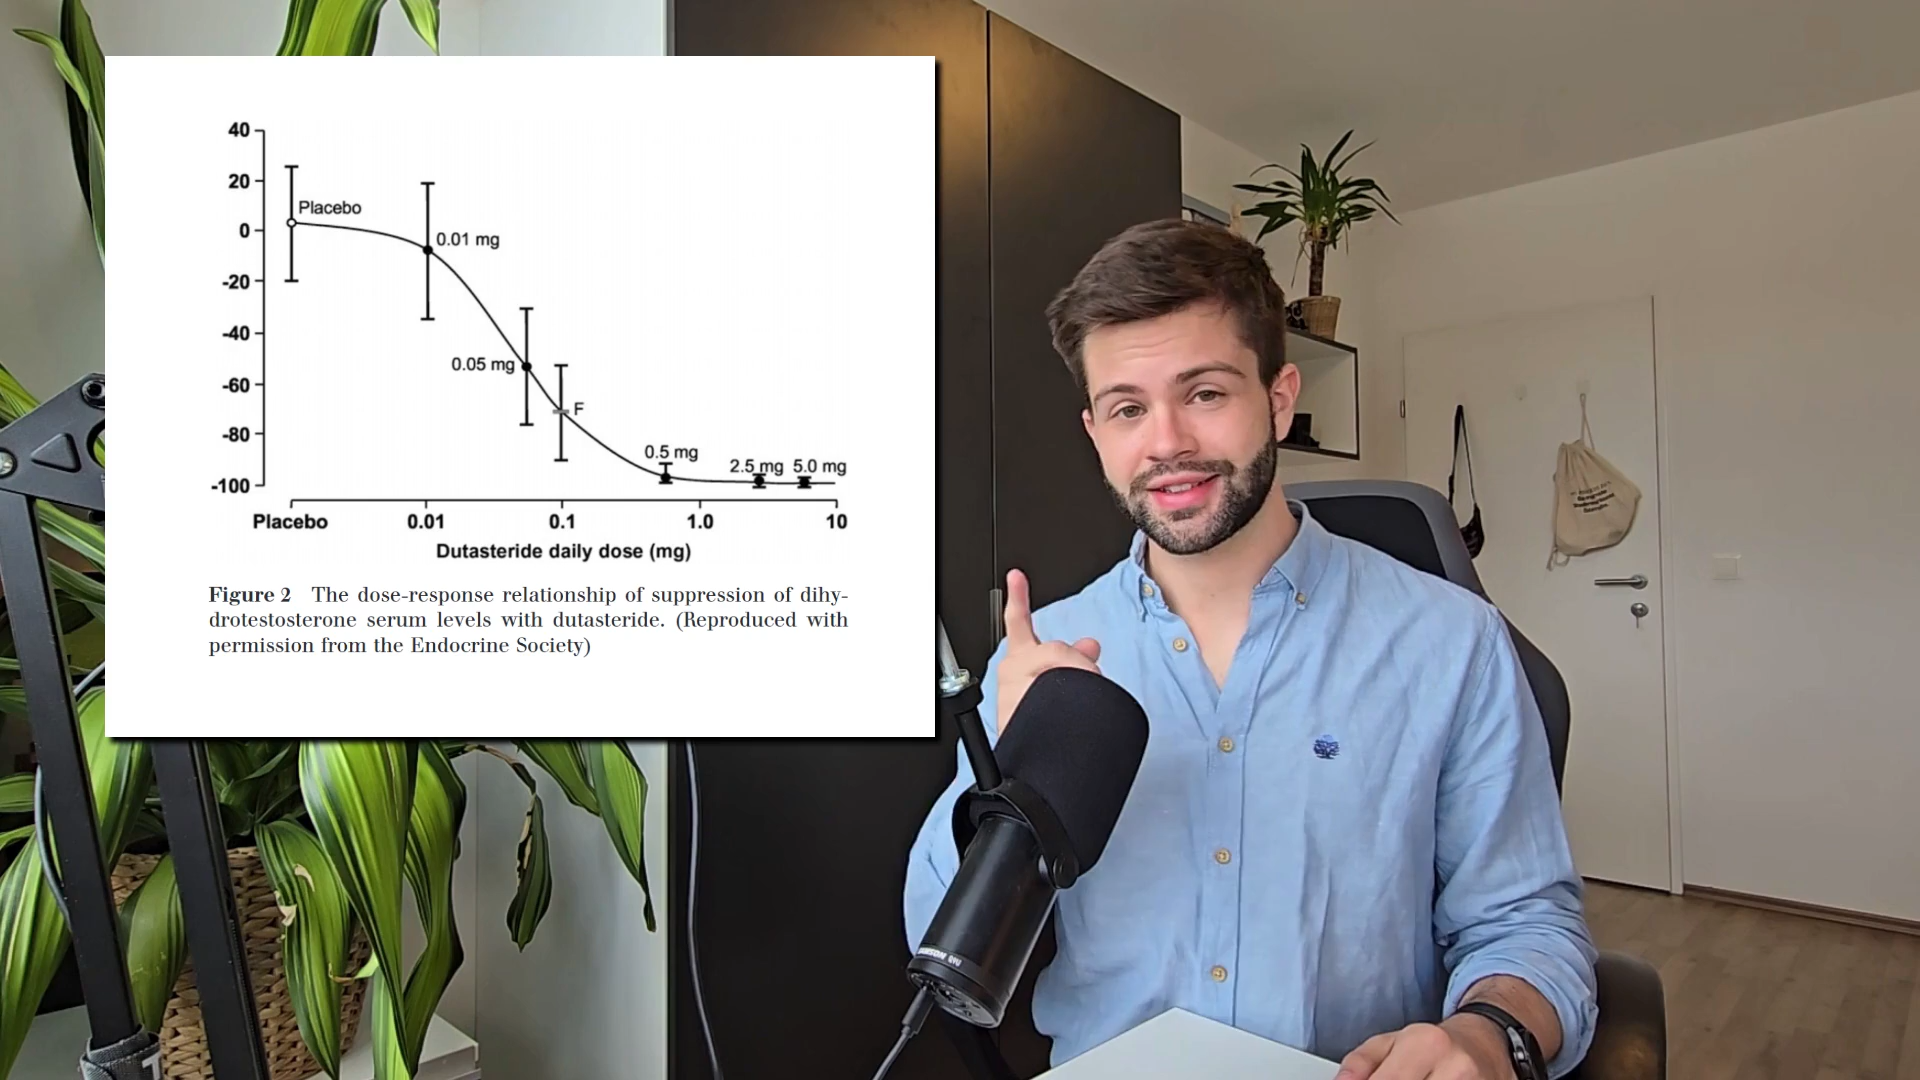 40
20
0
-20
-40
-60
-80
-100
Placebo
0.01 mg
0.05 mg
F
0.5 mg
2.5 mg
5.0 mg
Placebo 0.01 0.1 1.0 10
Dutasteride daily dose (mg)
Figure 2 The dose-response relationship of suppression of dihy-
drotestosterone serum levels with dutasteride. (Reproduced with
permission from the Endocrine Society)